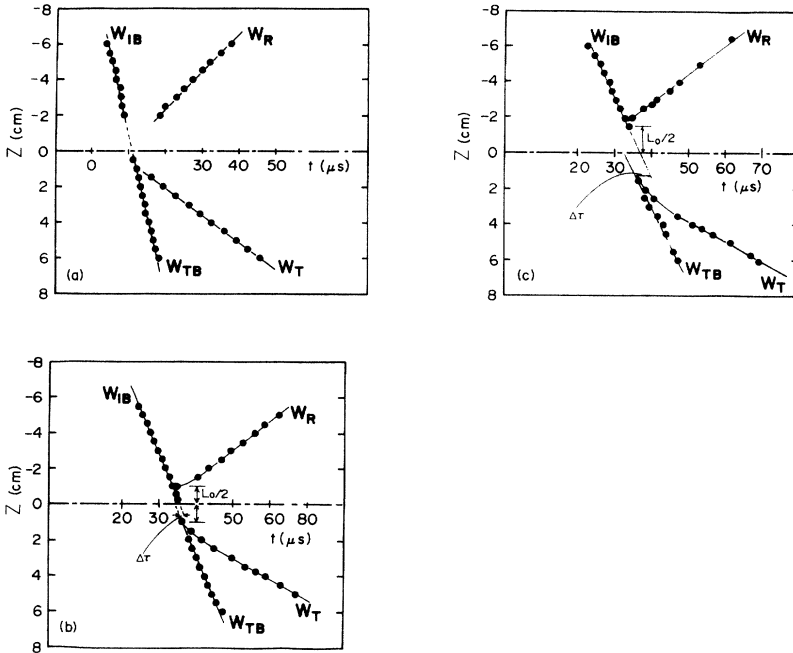 -8
-6
-4
-2
0
2
4
6
8
Z (cm)
W_IB
W_R
0 10 30 40 50
t (μs)
W_TB
W_T
(a)
-8
-6
-4
-2
0
2
4
6
8
Z (cm)
W_IB
W_R
L₀/2
20 30 40 50 60 70
t (μs)
Δτ
W_TB
W_T
(c)
-8
-6
-4
-2
0
2
4
6
8
Z (cm)
W_IB
W_R
L₀/2
20 30 50 70 80
t (μs)
Δτ
W_TB
W_T
(b)